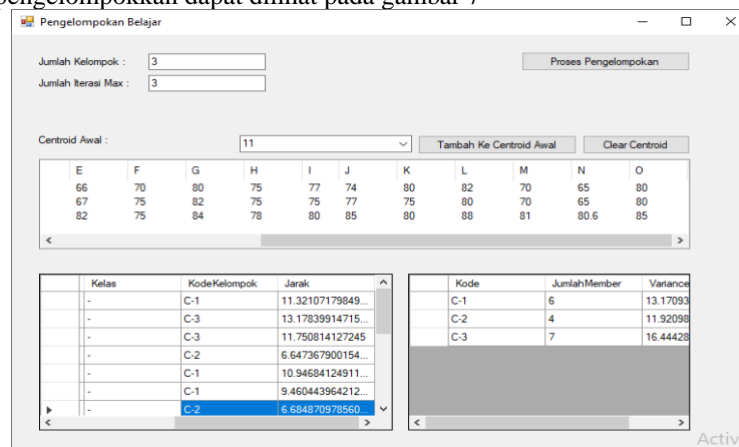 pengelompokkan dapat dilihat pada gambar 7
Pengelompokan Belajar
Jumlah Kelompok : 3 Proses Pengelompokan
Jumlah Iterasi Max : 3
Centroid Awal : 11 Tambah Ke Centroid Awal Clear Centroid
E F G H I J K L M N O
66 70 80 75 77 74 80 82 70 65 80
67 75 82 75 75 77 75 80 70 65 80
82 75 84 78 80 85 80 88 81 80.6 85
Kelas KodeKelompok Jarak
- C-1 11.32107179849...
- C-3 13.17839914715...
- C-3 11.750814127245
- C-2 6.647367900154...
- C-1 10.94684124911...
- C-1 9.460443964212...
- C-2 6.684870978560...
Kode JumlahMember Variance
C-1 6 13.17093
C-2 4 11.92098
C-3 7 16.44428
Activ